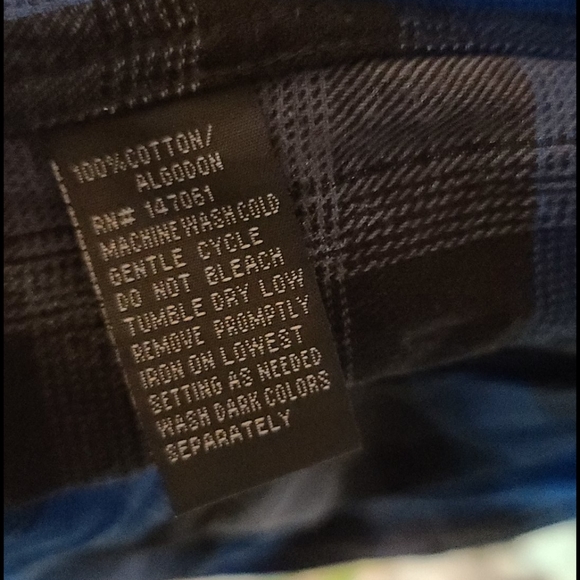 100%COTTON/
ALGODON
RN# 147061
MACHINE WASH COLD
GENTLE CYCLE
DO NOT BLEACH
TUMBLE DRY LOW
REMOVE PROMPTLY
IRON ON LOWEST
SETTING AS NEEDED
WASH DARK COLORS
SEPARATELY